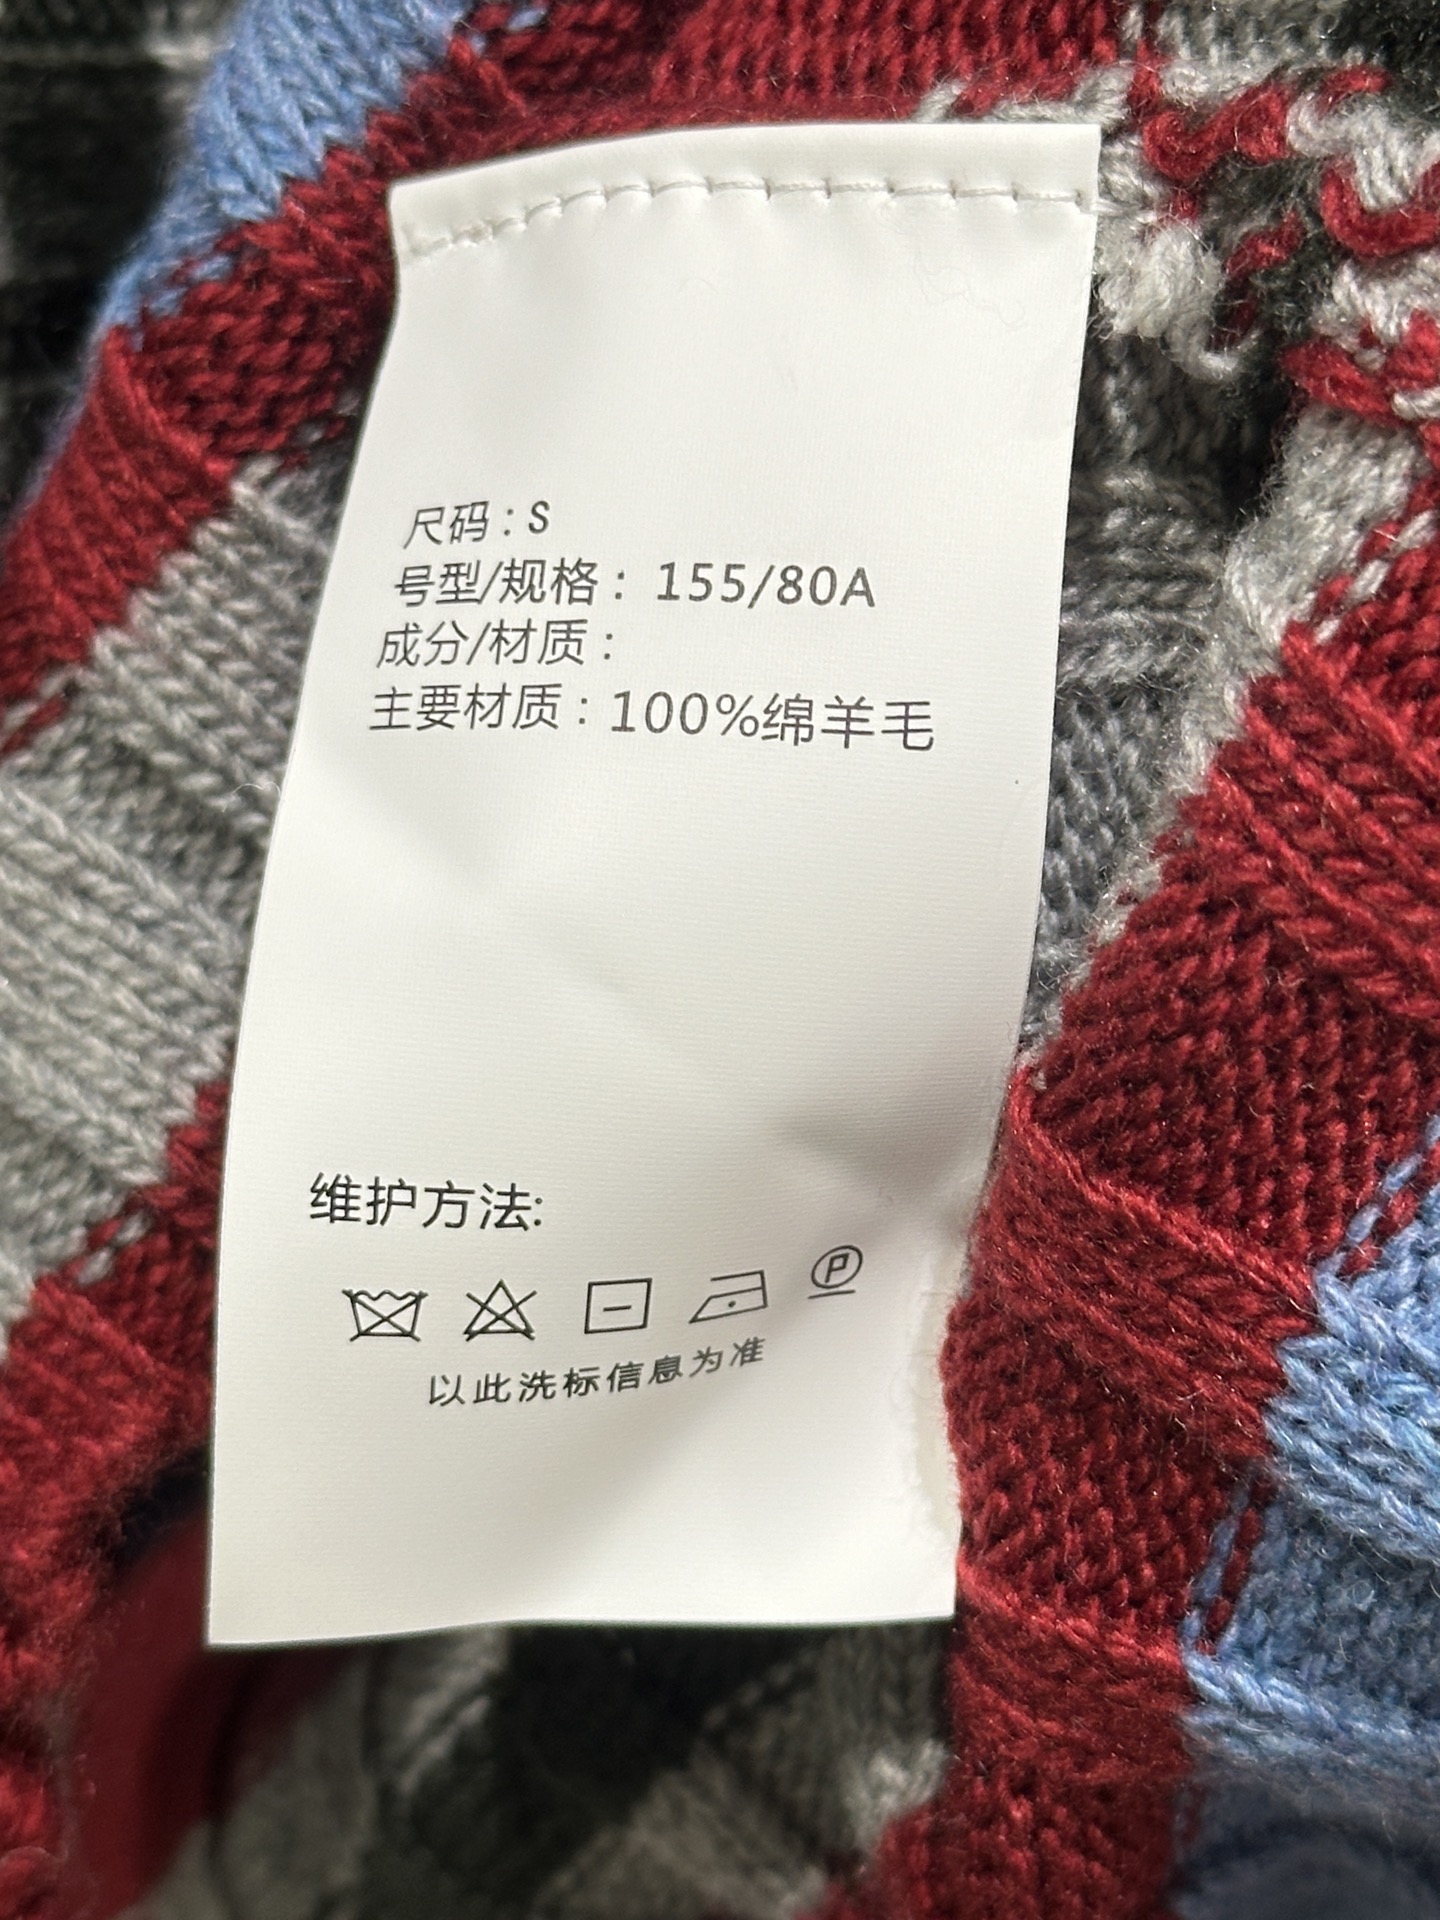 尺码：S
号型/规格：155/80A
成分/材质：
主要材质：100%绵羊毛
维护方法:
P
以此洗标信息为准